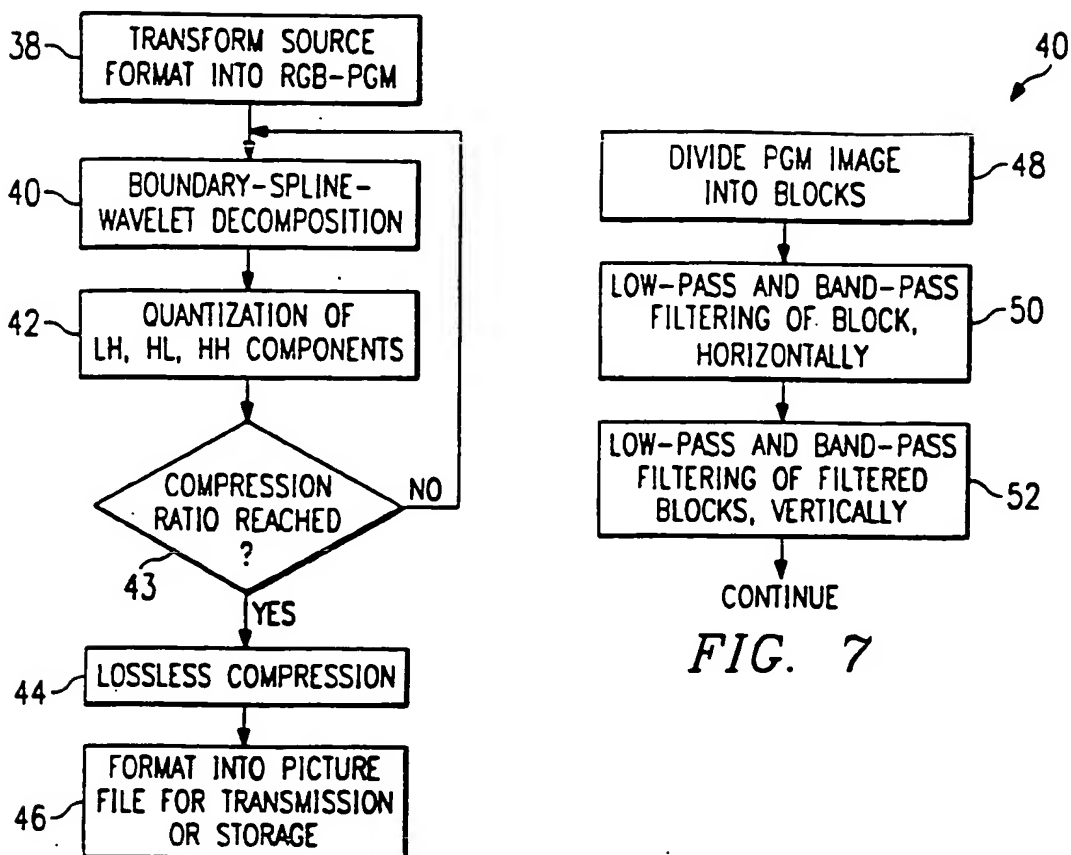 38
TRANSFORM SOURCE
FORMAT INTO RGB-PGM
40
BOUNDARY-SPLINE-
WAVELET DECOMPOSITION
42
QUANTIZATION OF
LH, HL, HH COMPONENTS
COMPRESSION
RATIO REACHED
?
NO
43
YES
44
LOSSLESS COMPRESSION
46
FORMAT INTO PICTURE
FILE FOR TRANSMISSION
OR STORAGE
40
DIVIDE PGM IMAGE
INTO BLOCKS
48
LOW-PASS AND BAND-PASS
FILTERING OF BLOCK,
HORIZONTALLY
50
LOW-PASS AND BAND-PASS
FILTERING OF FILTERED
BLOCKS, VERTICALLY
52
CONTINUE
FIG. 7